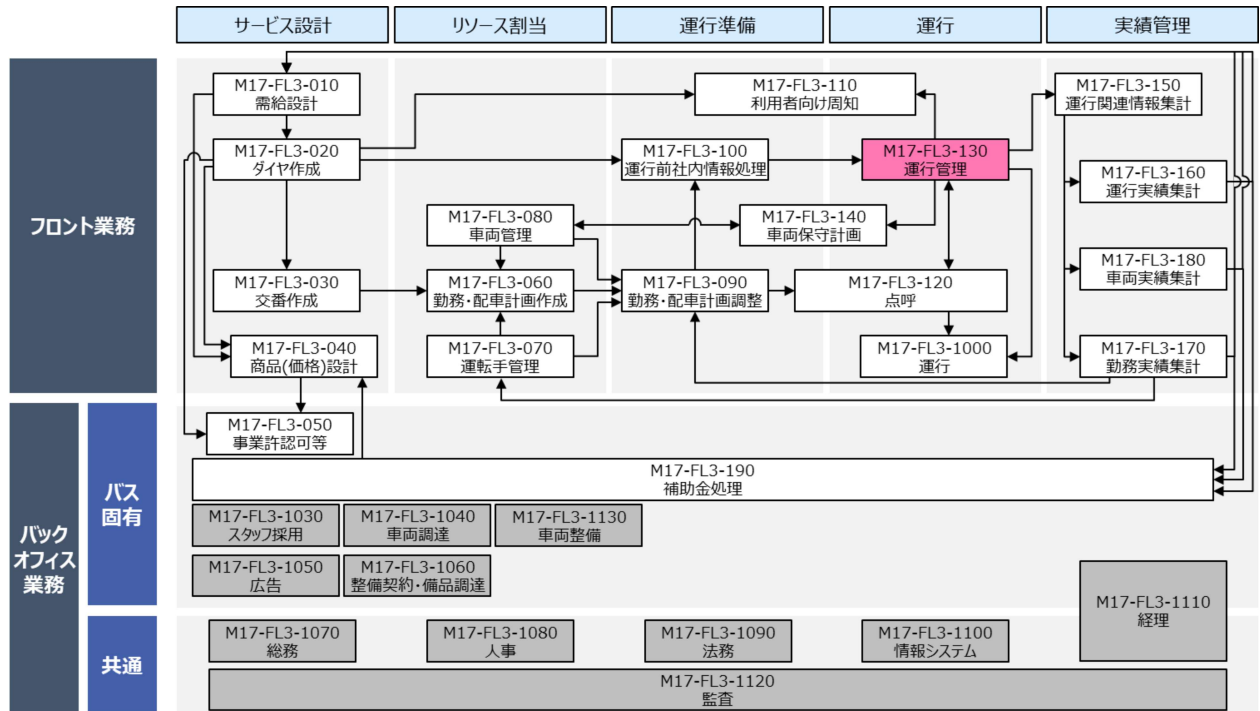 サービス設計
リソース割当
運行準備
運行
実績管理
フロント業務
M17-FL3-010
需給設計
M17-FL3-110
利用者向け周知
M17-FL3-150
運行関連情報集計
M17-FL3-020
ダイヤ作成
M17-FL3-100
運行前社内情報処理
M17-FL3-130
運行管理
M17-FL3-160
運行実績集計
M17-FL3-080
車両管理
M17-FL3-140
車両保守計画
M17-FL3-030
交番作成
M17-FL3-060
勤務・配車計画作成
M17-FL3-090
勤務・配車計画調整
M17-FL3-120
点呼
M17-FL3-180
車両実績集計
M17-FL3-040
商品(価格)設計
M17-FL3-070
運転手管理
M17-FL3-1000
運行
M17-FL3-170
勤務実績集計
バック
オフィス
業務
バス
固有
M17-FL3-050
事業許認可等
M17-FL3-190
補助金処理
M17-FL3-1030
スタッフ採用
M17-FL3-1040
車両調達
M17-FL3-1130
車両整備
M17-FL3-1050
広告
M17-FL3-1060
整備契約・備品調達
M17-FL3-1110
経理
共通
M17-FL3-1070
総務
M17-FL3-1080
人事
M17-FL3-1090
法務
M17-FL3-1100
情報システム
M17-FL3-1120
監査